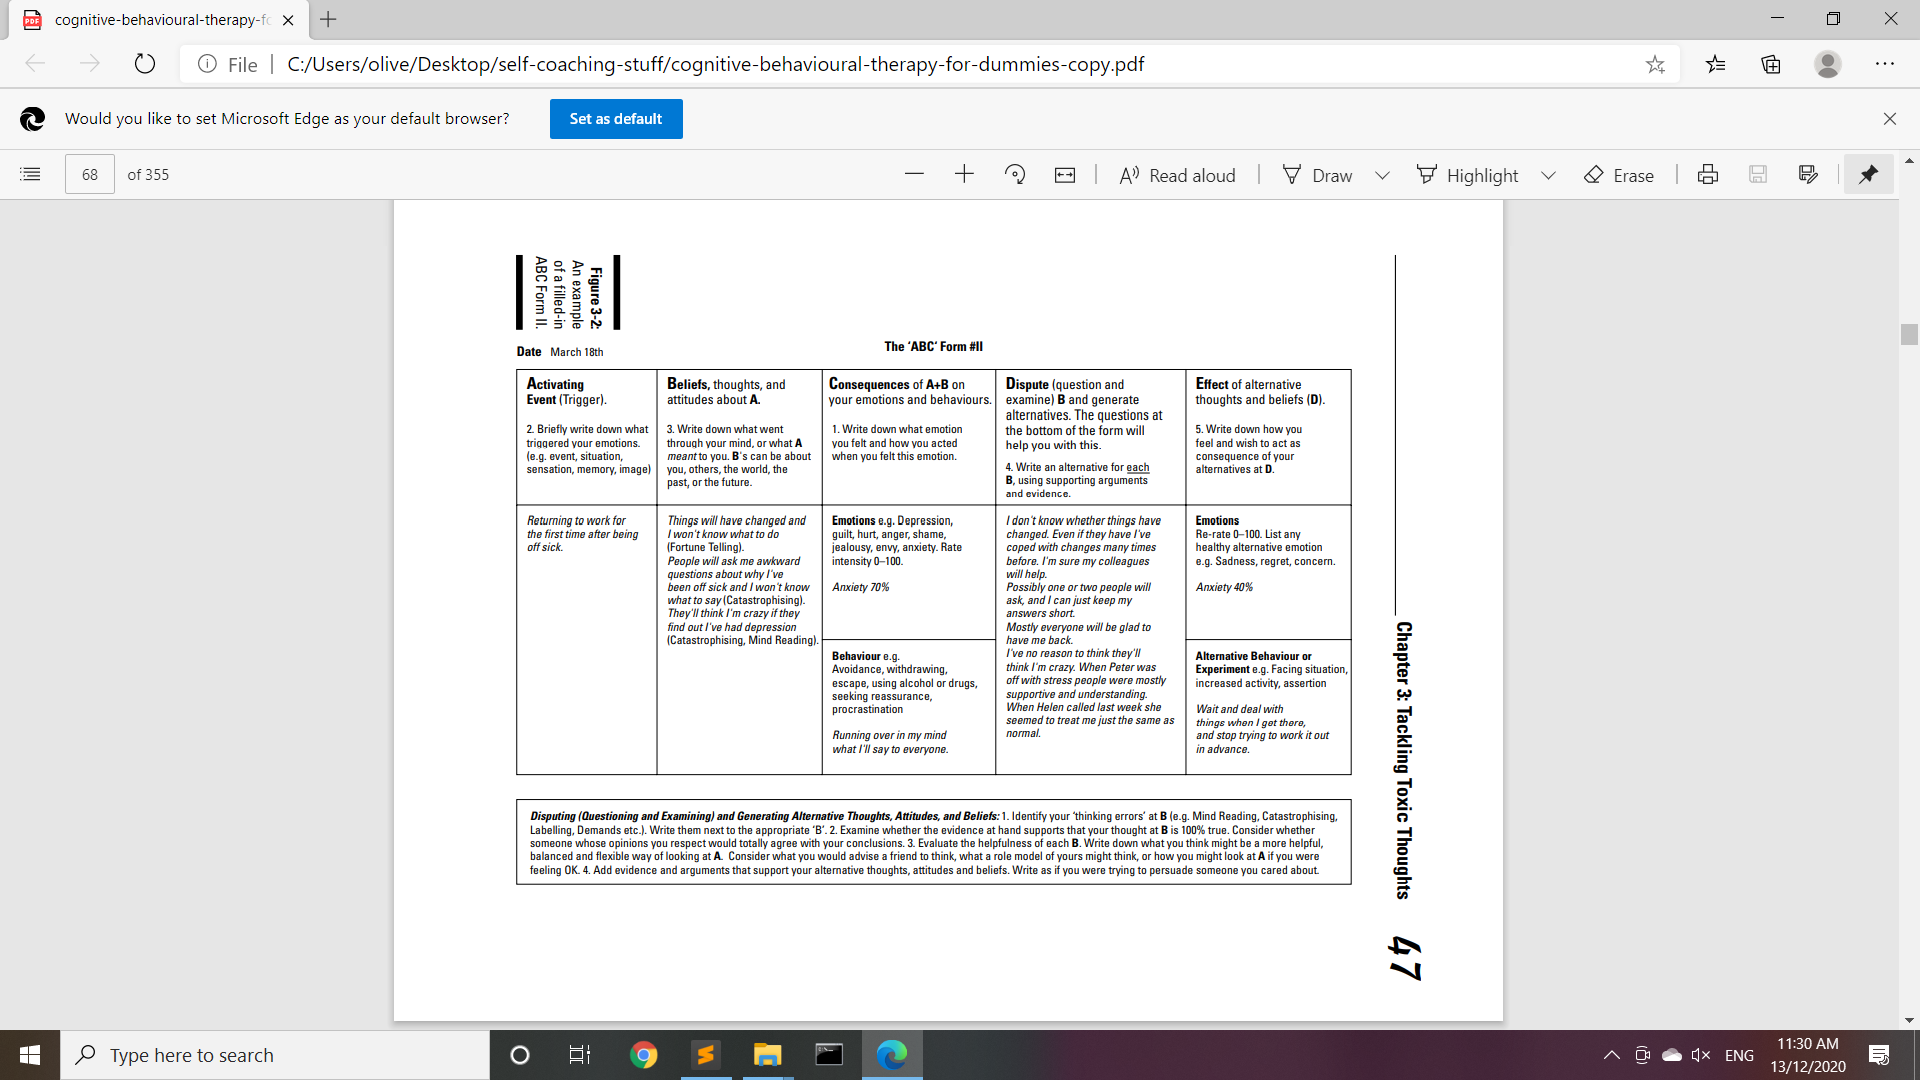 cognitive-behavioural-therapy-fo
File
C:/Users/olive/Desktop/self-coaching-stuff/cognitive-behavioural-therapy-for-dummies-copy.pdf
Would you like to set Microsoft Edge as your default browser?
Set as default
68
of 355
Read aloud
Draw
Highlight
Erase
Figure 3-2:
An example
of a filled-in
ABC Form II.
Date March 18th
The ‘ABC’ Form #II
Activating
Event (Trigger).
2. Briefly write down what
triggered your emotions.
(e.g. event, situation,
sensation, memory, image)
Beliefs, thoughts, and
attitudes about A.
3. Write down what went
through your mind, or what A
meant to you. B's can be about
you, others, the world, the
past, or the future.
Consequences of A+B on
your emotions and behaviours.
1. Write down what emotion
you felt and how you acted
when you felt this emotion.
Dispute (question and
examine) B and generate
alternatives. The questions at
the bottom of the form will
help you with this.
4. Write an alternative for each
B, using supporting arguments
and evidence.
Effect of alternative
thoughts and beliefs (D).
5. Write down how you
feel and wish to act as
consequence of your
alternatives at D.
Returning to work for
the first time after being
off sick.
Things will have changed and
I won't know what to do
(Fortune Telling).
People will ask me awkward
questions about why I've
been off sick and I won't know
what to say (Catastrophising).
They'll think I'm crazy if they
find out I've had depression
(Catastrophising, Mind Reading).
Emotions e.g. Depression,
guilt, hurt, anger, shame,
jealousy, envy, anxiety. Rate
intensity 0–100.
Anxiety 70%
Behaviour e.g.
Avoidance, withdrawing,
escape, using alcohol or drugs,
seeking reassurance,
procrastination
Running over in my mind
what I'll say to everyone.
I don't know whether things have
changed. Even if they have I've
coped with changes many times
before. I'm sure my colleagues
will help.
Possibly one or two people will
ask, and I can just keep my
answers short.
Mostly everyone will be glad to
have me back.
I've no reason to think they'll
think I'm crazy. When Peter was
off with stress people were mostly
supportive and understanding.
When Helen called last week she
seemed to treat me just the same as
normal.
Emotions
Re-rate 0–100. List any
healthy alternative emotion
e.g. Sadness, regret, concern.
Anxiety 40%
Alternative Behaviour or
Experiment e.g. Facing situation,
increased activity, assertion
Wait and deal with
things when I get there,
and stop trying to work it out
in advance.
Disputing (Questioning and Examining) and Generating Alternative Thoughts, Attitudes, and Beliefs: 1. Identify your ‘thinking errors’ at B (e.g. Mind Reading, Catastrophising,
Labelling, Demands etc.). Write them next to the appropriate ‘B’. 2. Examine whether the evidence at hand supports that your thought at B is 100% true. Consider whether
someone whose opinions you respect would totally agree with your conclusions. 3. Evaluate the helpfulness of each B. Write down what you think might be a more helpful,
balanced and flexible way of looking at A. Consider what you would advise a friend to think, what a role model of yours might think, or how you might look at A if you were
feeling OK. 4. Add evidence and arguments that support your alternative thoughts, attitudes and beliefs. Write as if you were trying to persuade someone you cared about.
Chapter 3: Tackling Toxic Thoughts
47
Type here to search
ENG
11:30 AM
13/12/2020